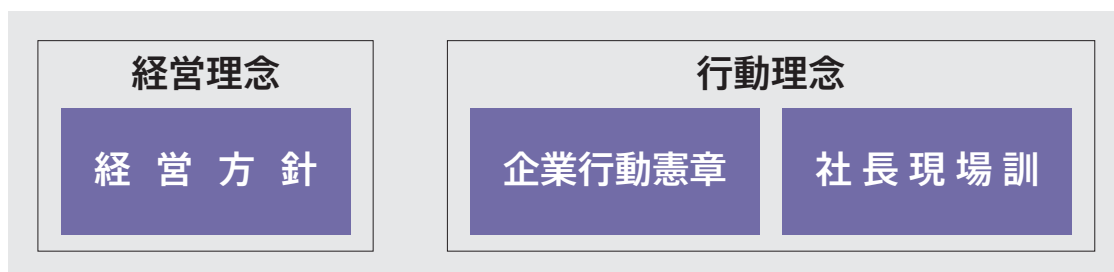 経営理念
経営方針
行動理念
企業行動憲章
社長現場訓